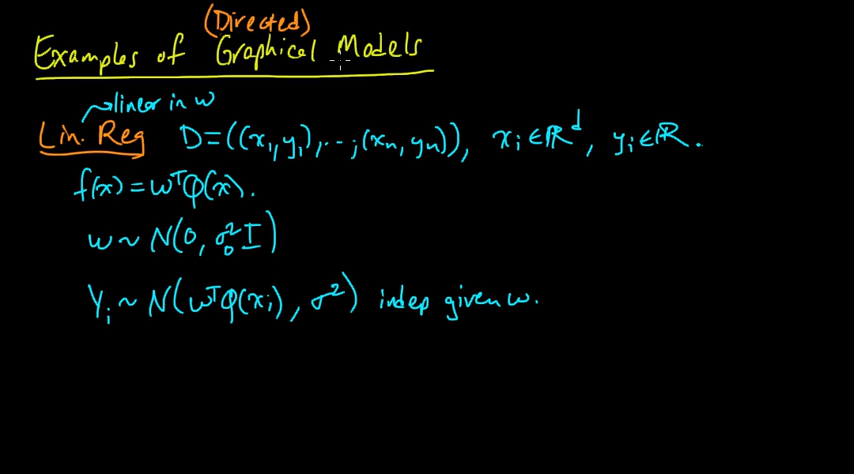 (Directed)
Examples of Graphical Models
→linear in w
Lin. Reg D=((x₁,y₁),...,(xₙ,yₙ)), xᵢ∈ℝᵈ, yᵢ∈ℝ.
f(x)=wᵀφ(x).
w~N(0, σ₀²I)
Yᵢ~N(wᵀφ(xᵢ), σ²) indep given w.